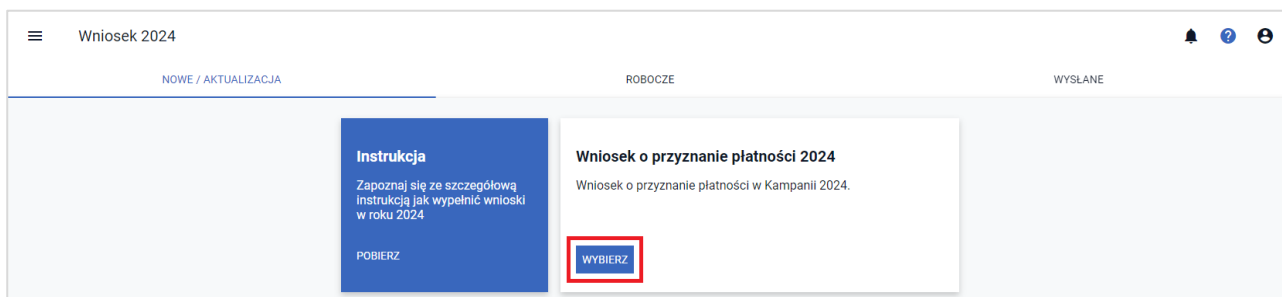 Wniosek 2024
NOWE / AKTUALIZACJA
ROBOCZE
WYSŁANE
Instrukcja
Zapoznaj się ze szczegółową
instrukcją jak wypełnić wnioski
w roku 2024
POBIERZ
Wniosek o przyznanie płatności 2024
Wniosek o przyznanie płatności w Kampanii 2024.
WYBIERZ